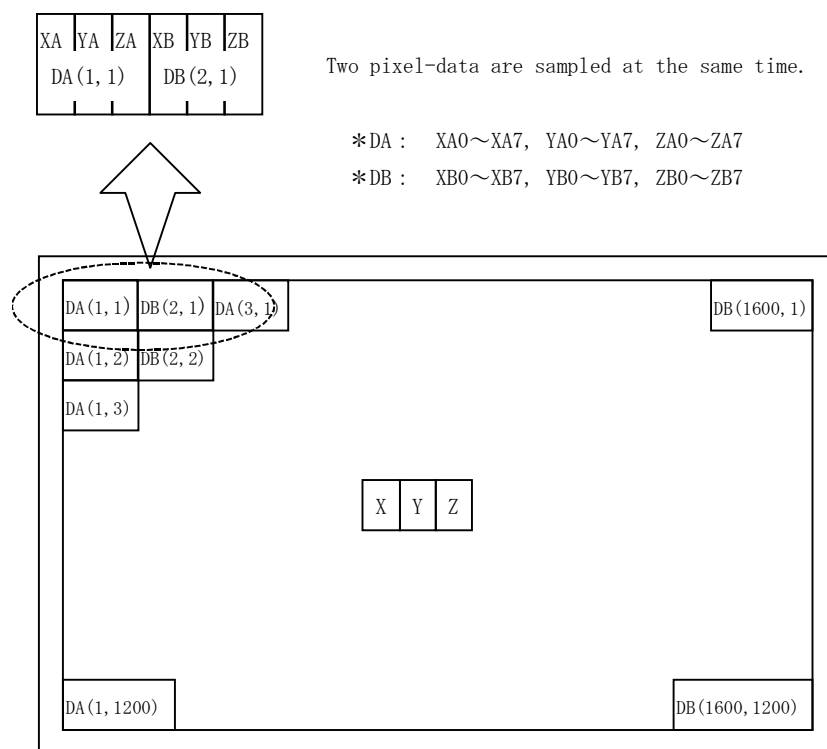 XA YA ZA XB YB ZB
DA(1,1) DB(2,1)
Two pixel-data are sampled at the same time.
*DA : XA0～XA7, YA0～YA7, ZA0～ZA7
*DB : XB0～XB7, YB0～YB7, ZB0～ZB7
DA(1,1) DB(2,1) DA(3,1) DB(1600,1)
DA(1,2) DB(2,2)
DA(1,3)
X Y Z
DA(1,1200) DB(1600,1200)